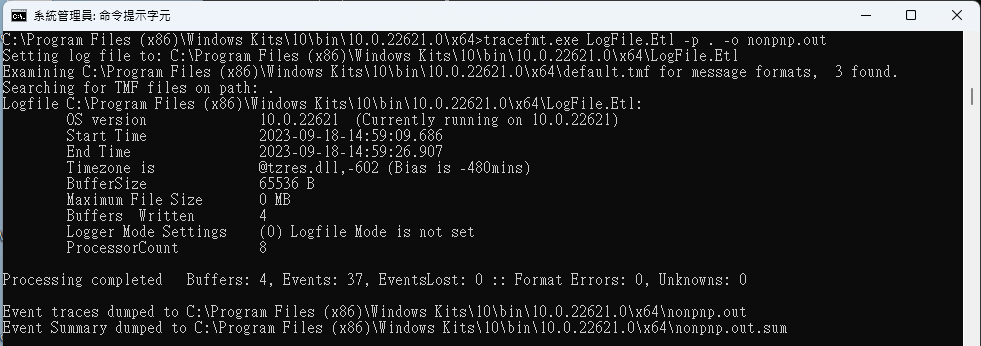 系統管理員: 命令提示字元
C:\Program Files (x86)\Windows Kits\10\bin\10.0.22621.0\x64>tracefmt.exe LogFile.Etl -p . -o nonpnp.out
Setting log file to: C:\Program Files (x86)\Windows Kits\10\bin\10.0.22621.0\x64\LogFile.Etl
Examining C:\Program Files (x86)\Windows Kits\10\bin\10.0.22621.0\x64\default.tmf for message formats,  3 found.
Searching for TMF files on path: .
Logfile C:\Program Files (x86)\Windows Kits\10\bin\10.0.22621.0\x64\LogFile.Etl:
        OS version              10.0.22621  (Currently running on 10.0.22621)
        Start Time              2023-09-18-14:59:09.686
        End Time                2023-09-18-14:59:26.907
        Timezone is             @tzres.dll,-602 (Bias is -480mins)
        BufferSize              65536 B
        Maximum File Size       0 MB
        Buffers  Written        4
        Logger Mode Settings    (0) Logfile Mode is not set
        ProcessorCount          8
Processing completed   Buffers: 4, Events: 37, EventsLost: 0 :: Format Errors: 0, Unknowns: 0
Event traces dumped to C:\Program Files (x86)\Windows Kits\10\bin\10.0.22621.0\x64\nonpnp.out
Event Summary dumped to C:\Program Files (x86)\Windows Kits\10\bin\10.0.22621.0\x64\nonpnp.out.sum